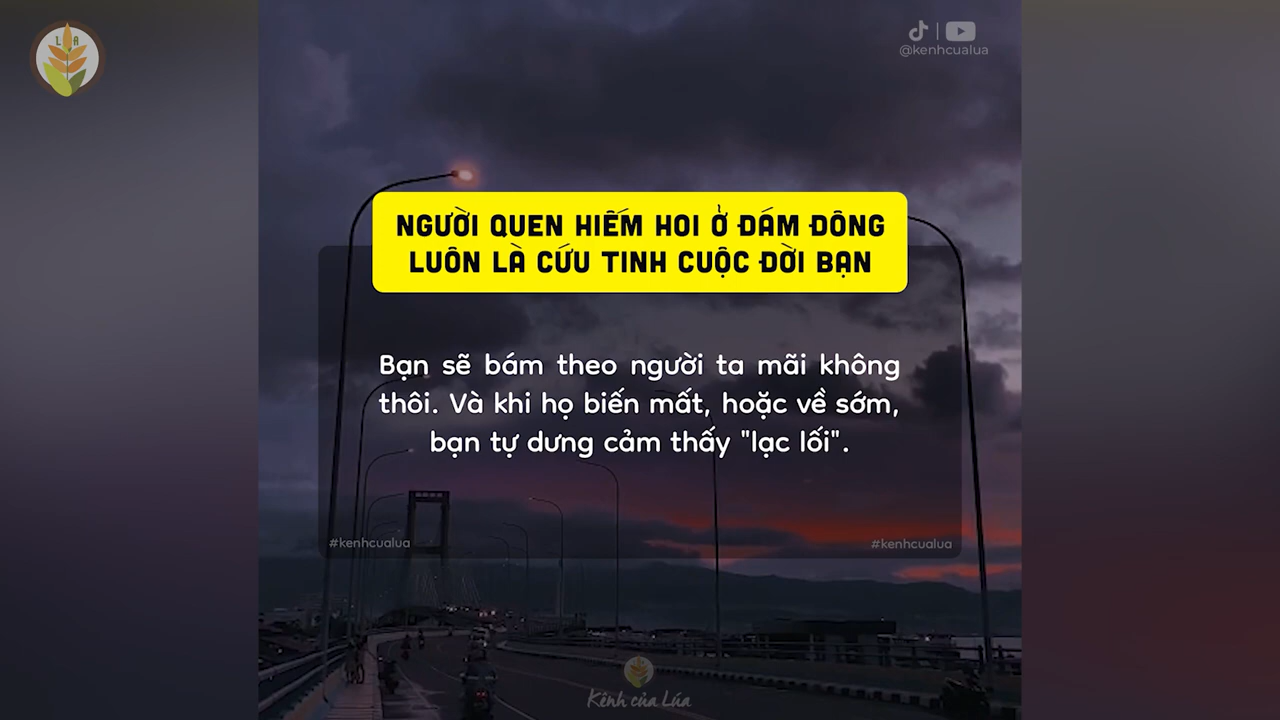 L A
@kenhcualua
NGƯỜI QUEN HIẾM HOI Ở ĐÁM ĐÔNG
LUÔN LÀ CỨU TINH CUỘC ĐỜI BẠN
Bạn sẽ bám theo người ta mãi không
thôi. Và khi họ biến mất, hoặc về sớm,
bạn tự dưng cảm thấy "lạc lối".
#kenhcualua
#kenhcualua
Kênh của Lúa